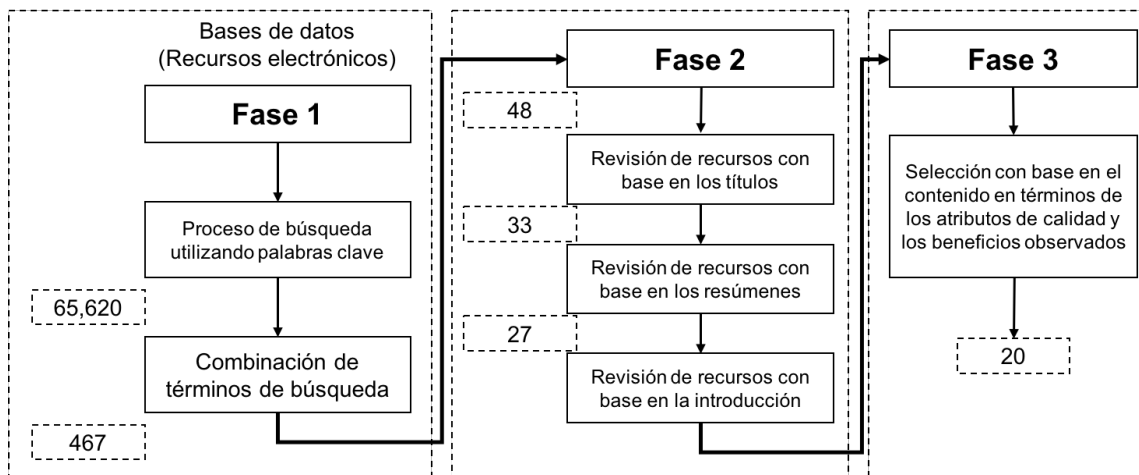 Bases de datos
(Recursos electrónicos)
Fase 1
Proceso de búsqueda
utilizando palabras clave
65,620
Combinación de
términos de búsqueda
467
Fase 2
48
Revisión de recursos con
base en los títulos
33
Revisión de recursos con
base en los resúmenes
27
Revisión de recursos con
base en la introducción
Fase 3
Selección con base en el
contenido en términos de
los atributos de calidad y
los beneficios observados
20